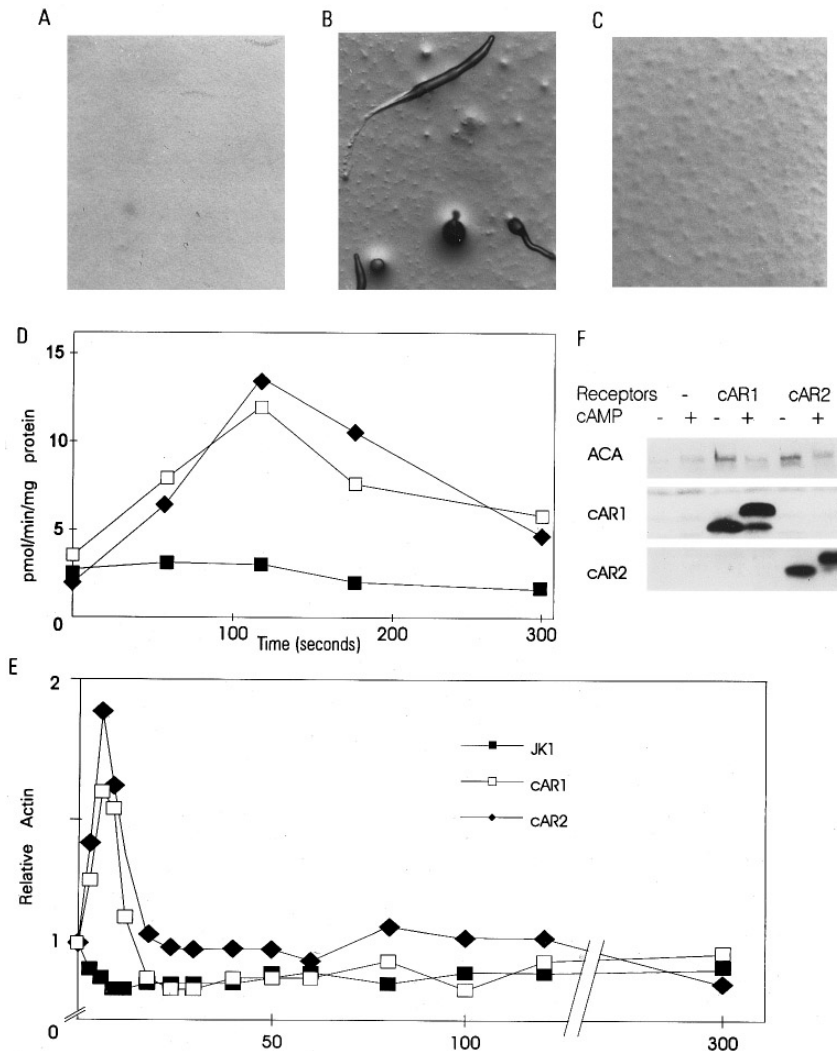 A
B
C
D
15
10
5
0
pmol/min/mg protein
100
200
300
Time (seconds)
F
Receptors - cAR1 cAR2
cAMP - + - + - +
ACA
cAR1
cAR2
E
2
1
0
Relative Actin
JK1
cAR1
cAR2
50
100
300